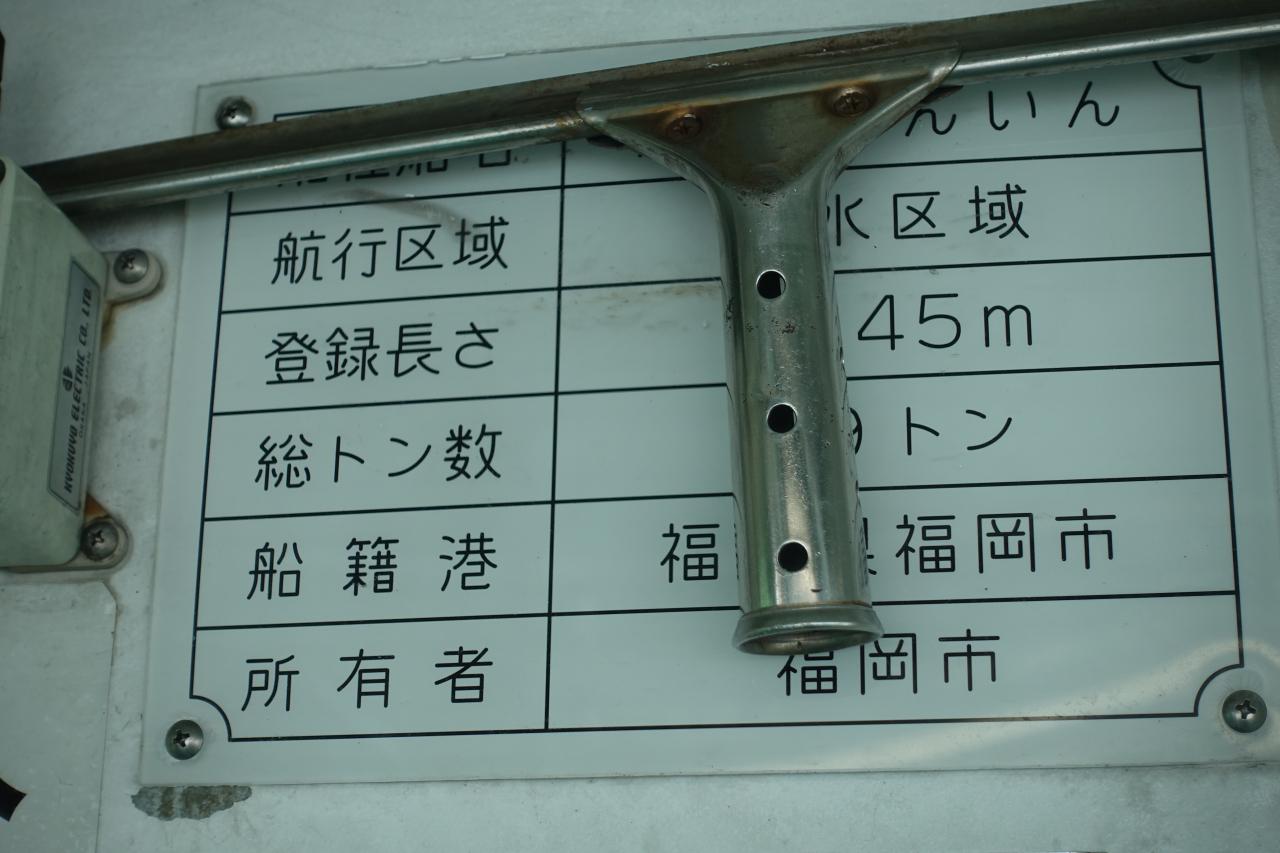 んいん
航行区域 水区域
登録長さ 45m
総トン数 9トン
船籍港 福 県福岡市
所有者 福岡市
KYOKUYO ELECTRIC CO. LTD.